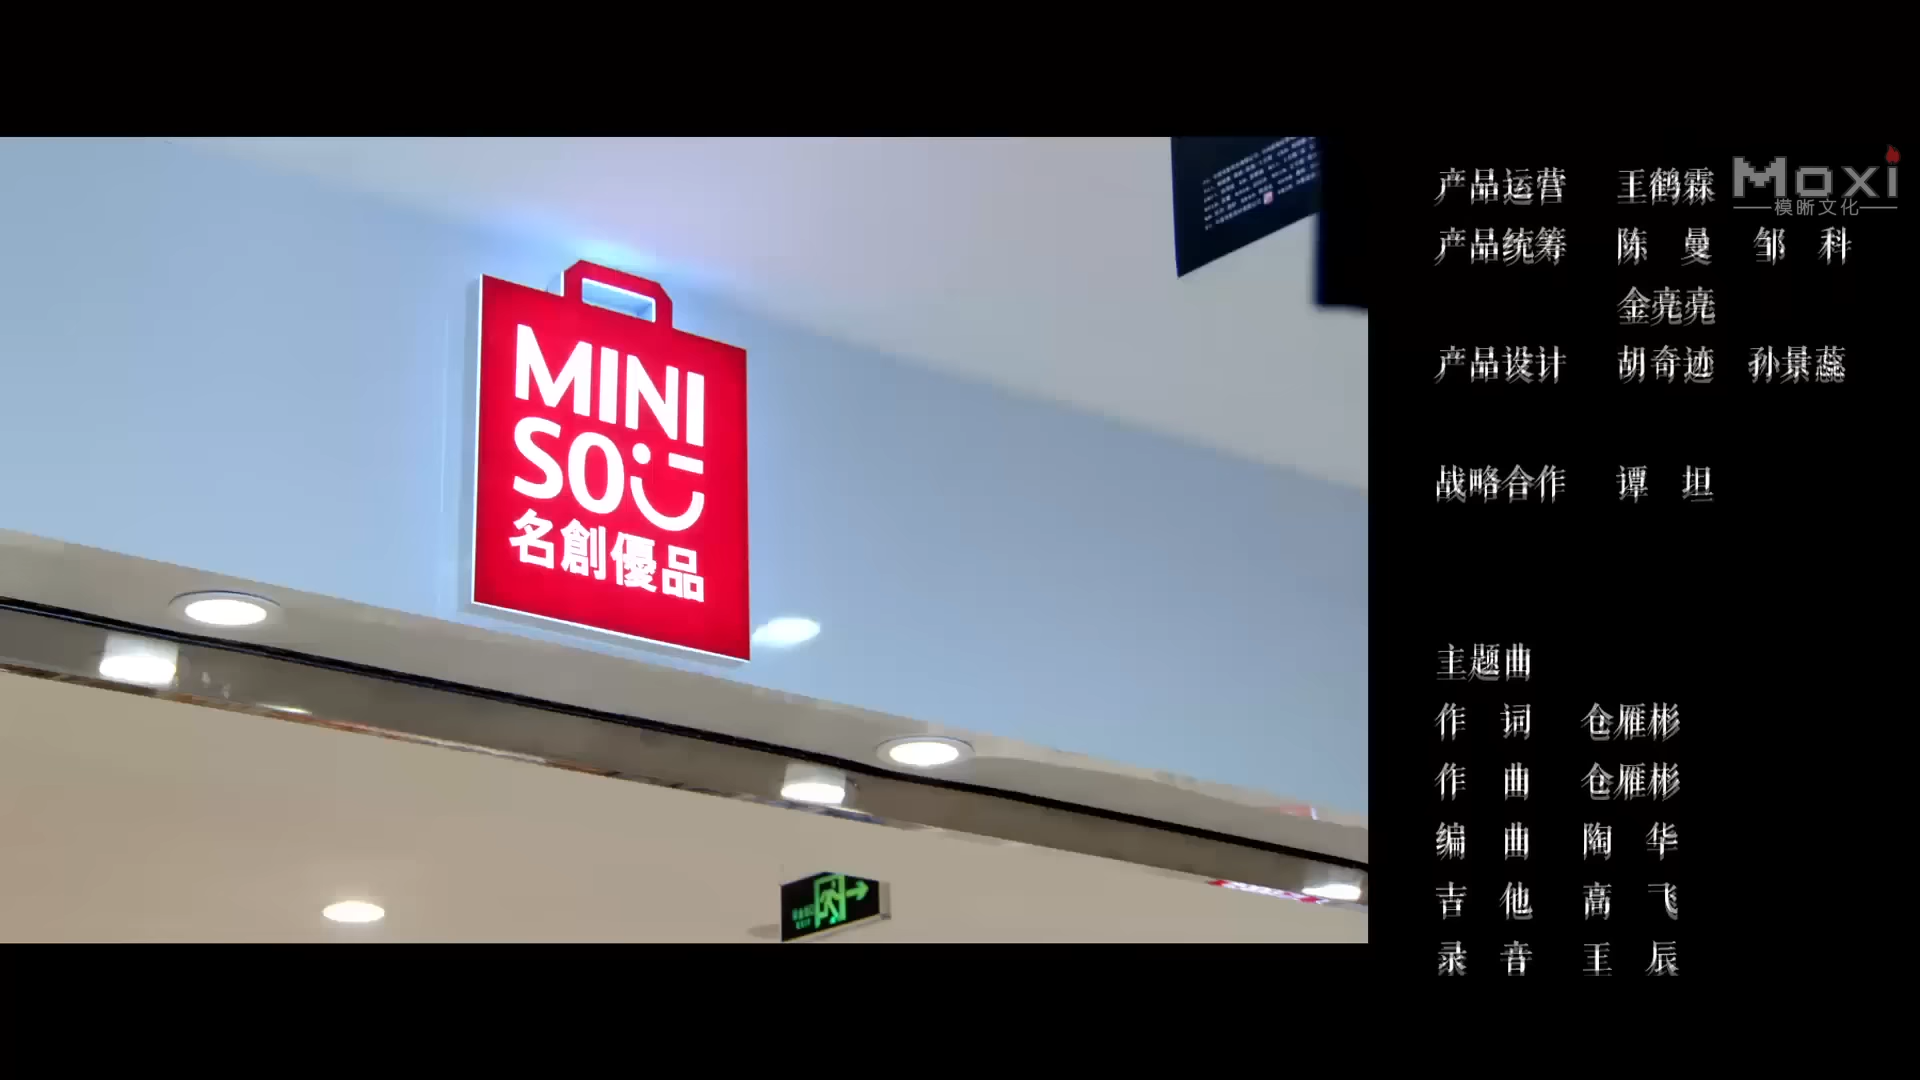 MINI
SO
名創優品
EXIT
Moxi
模晰文化
产品运营 王鹤霖
产品统筹 陈 曼 邹 科
金亮亮
产品设计 胡奇迹 孙景蕊
战略合作 谭 坦
主题曲
作 词 仓雁彬
作 曲 仓雁彬
编 曲 陶 华
吉 他 高 飞
录 音 王 辰